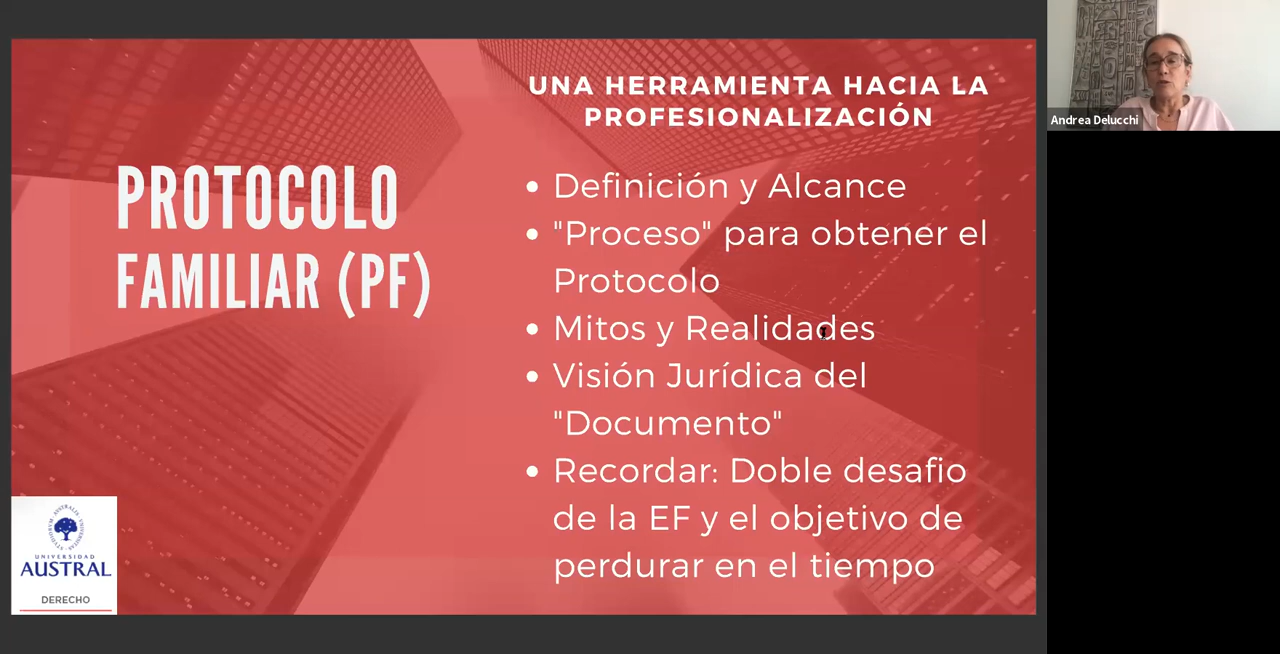 UNA HERRAMIENTA HACIA LA
PROFESIONALIZACIÓN
PROTOCOLO
FAMILIAR (PF)
• Definición y Alcance
• "Proceso" para obtener el
Protocolo
• Mitos y Realidades
• Visión Jurídica del
"Documento"
• Recordar: Doble desafio
de la EF y el objetivo de
perdurar en el tiempo
UNIVERSIDAD
AUSTRAL
DERECHO
Andrea Delucchi